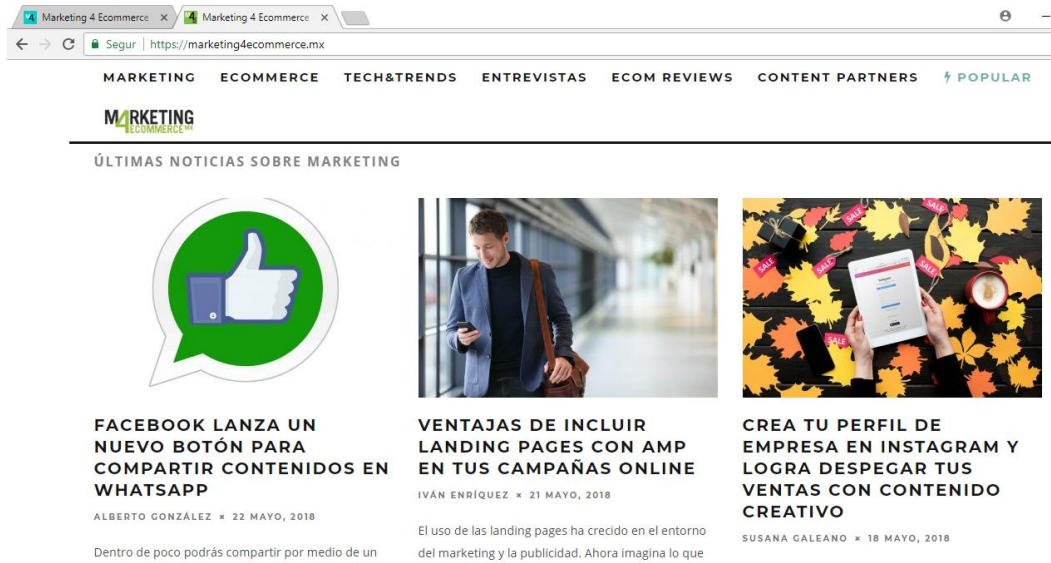 Marketing 4 Ecommerce
Marketing 4 Ecommerce
Segur https://marketing4ecommerce.mx
MARKETING ECOMMERCE TECH&TRENDS ENTREVISTAS ECOM REVIEWS CONTENT PARTNERS POPULAR
M4RKETING
ECOMMERCE MX
ÚLTIMAS NOTICIAS SOBRE MARKETING
SALE
SALE
SALE
SALE
SALE
SALE
FACEBOOK LANZA UN
NUEVO BOTÓN PARA
COMPARTIR CONTENIDOS EN
WHATSAPP
ALBERTO GONZÁLEZ × 22 MAYO, 2018
Dentro de poco podrás compartir por medio de un
VENTAJAS DE INCLUIR
LANDING PAGES CON AMP
EN TUS CAMPAÑAS ONLINE
IVÁN ENRÍQUEZ × 21 MAYO, 2018
El uso de las landing pages ha crecido en el entorno
del marketing y la publicidad. Ahora imagina lo que
CREA TU PERFIL DE
EMPRESA EN INSTAGRAM Y
LOGRA DESPEGAR TUS
VENTAS CON CONTENIDO
CREATIVO
SUSANA GALEANO × 18 MAYO, 2018